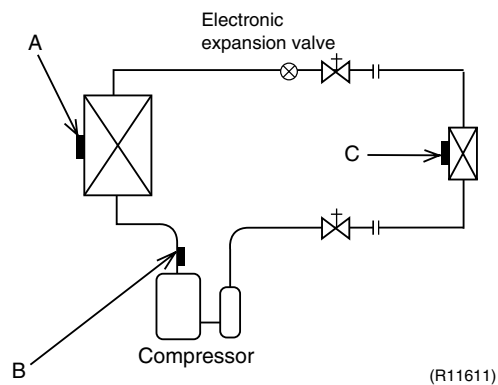 Electronic
expansion valve
A
C
B
Compressor
(R11611)